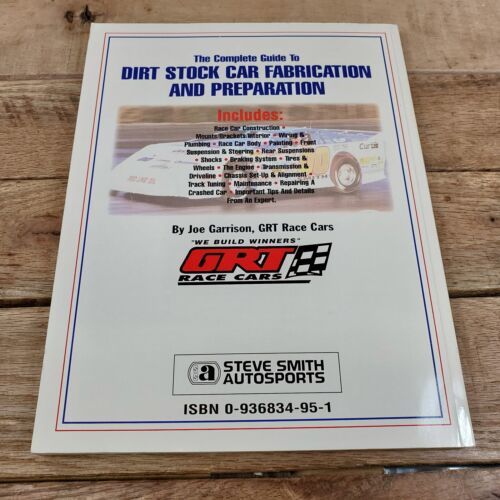 The Complete Guide To
DIRT STOCK CAR FABRICATION
AND PREPARATION
Includes:
Race Car Construction •
Mounts/Brackets/Interior • Wiring &
Plumbing • Race Car Body • Painting • Front
Suspension & Steering • Rear Suspensions
• Shocks • Braking System • Tires &
Wheels • The Engine • Transmission &
Driveline • Chassis Set-Up & Alignment •
Track Tuning • Maintenance • Repairing A
Crashed Car • Important Tips And Details
From An Expert.
By Joe Garrison, GRT Race Cars
"WE BUILD WINNERS"
GRT
RACE CARS
STEVE SMITH
AUTOSPORTS
ISBN 0-936834-95-1